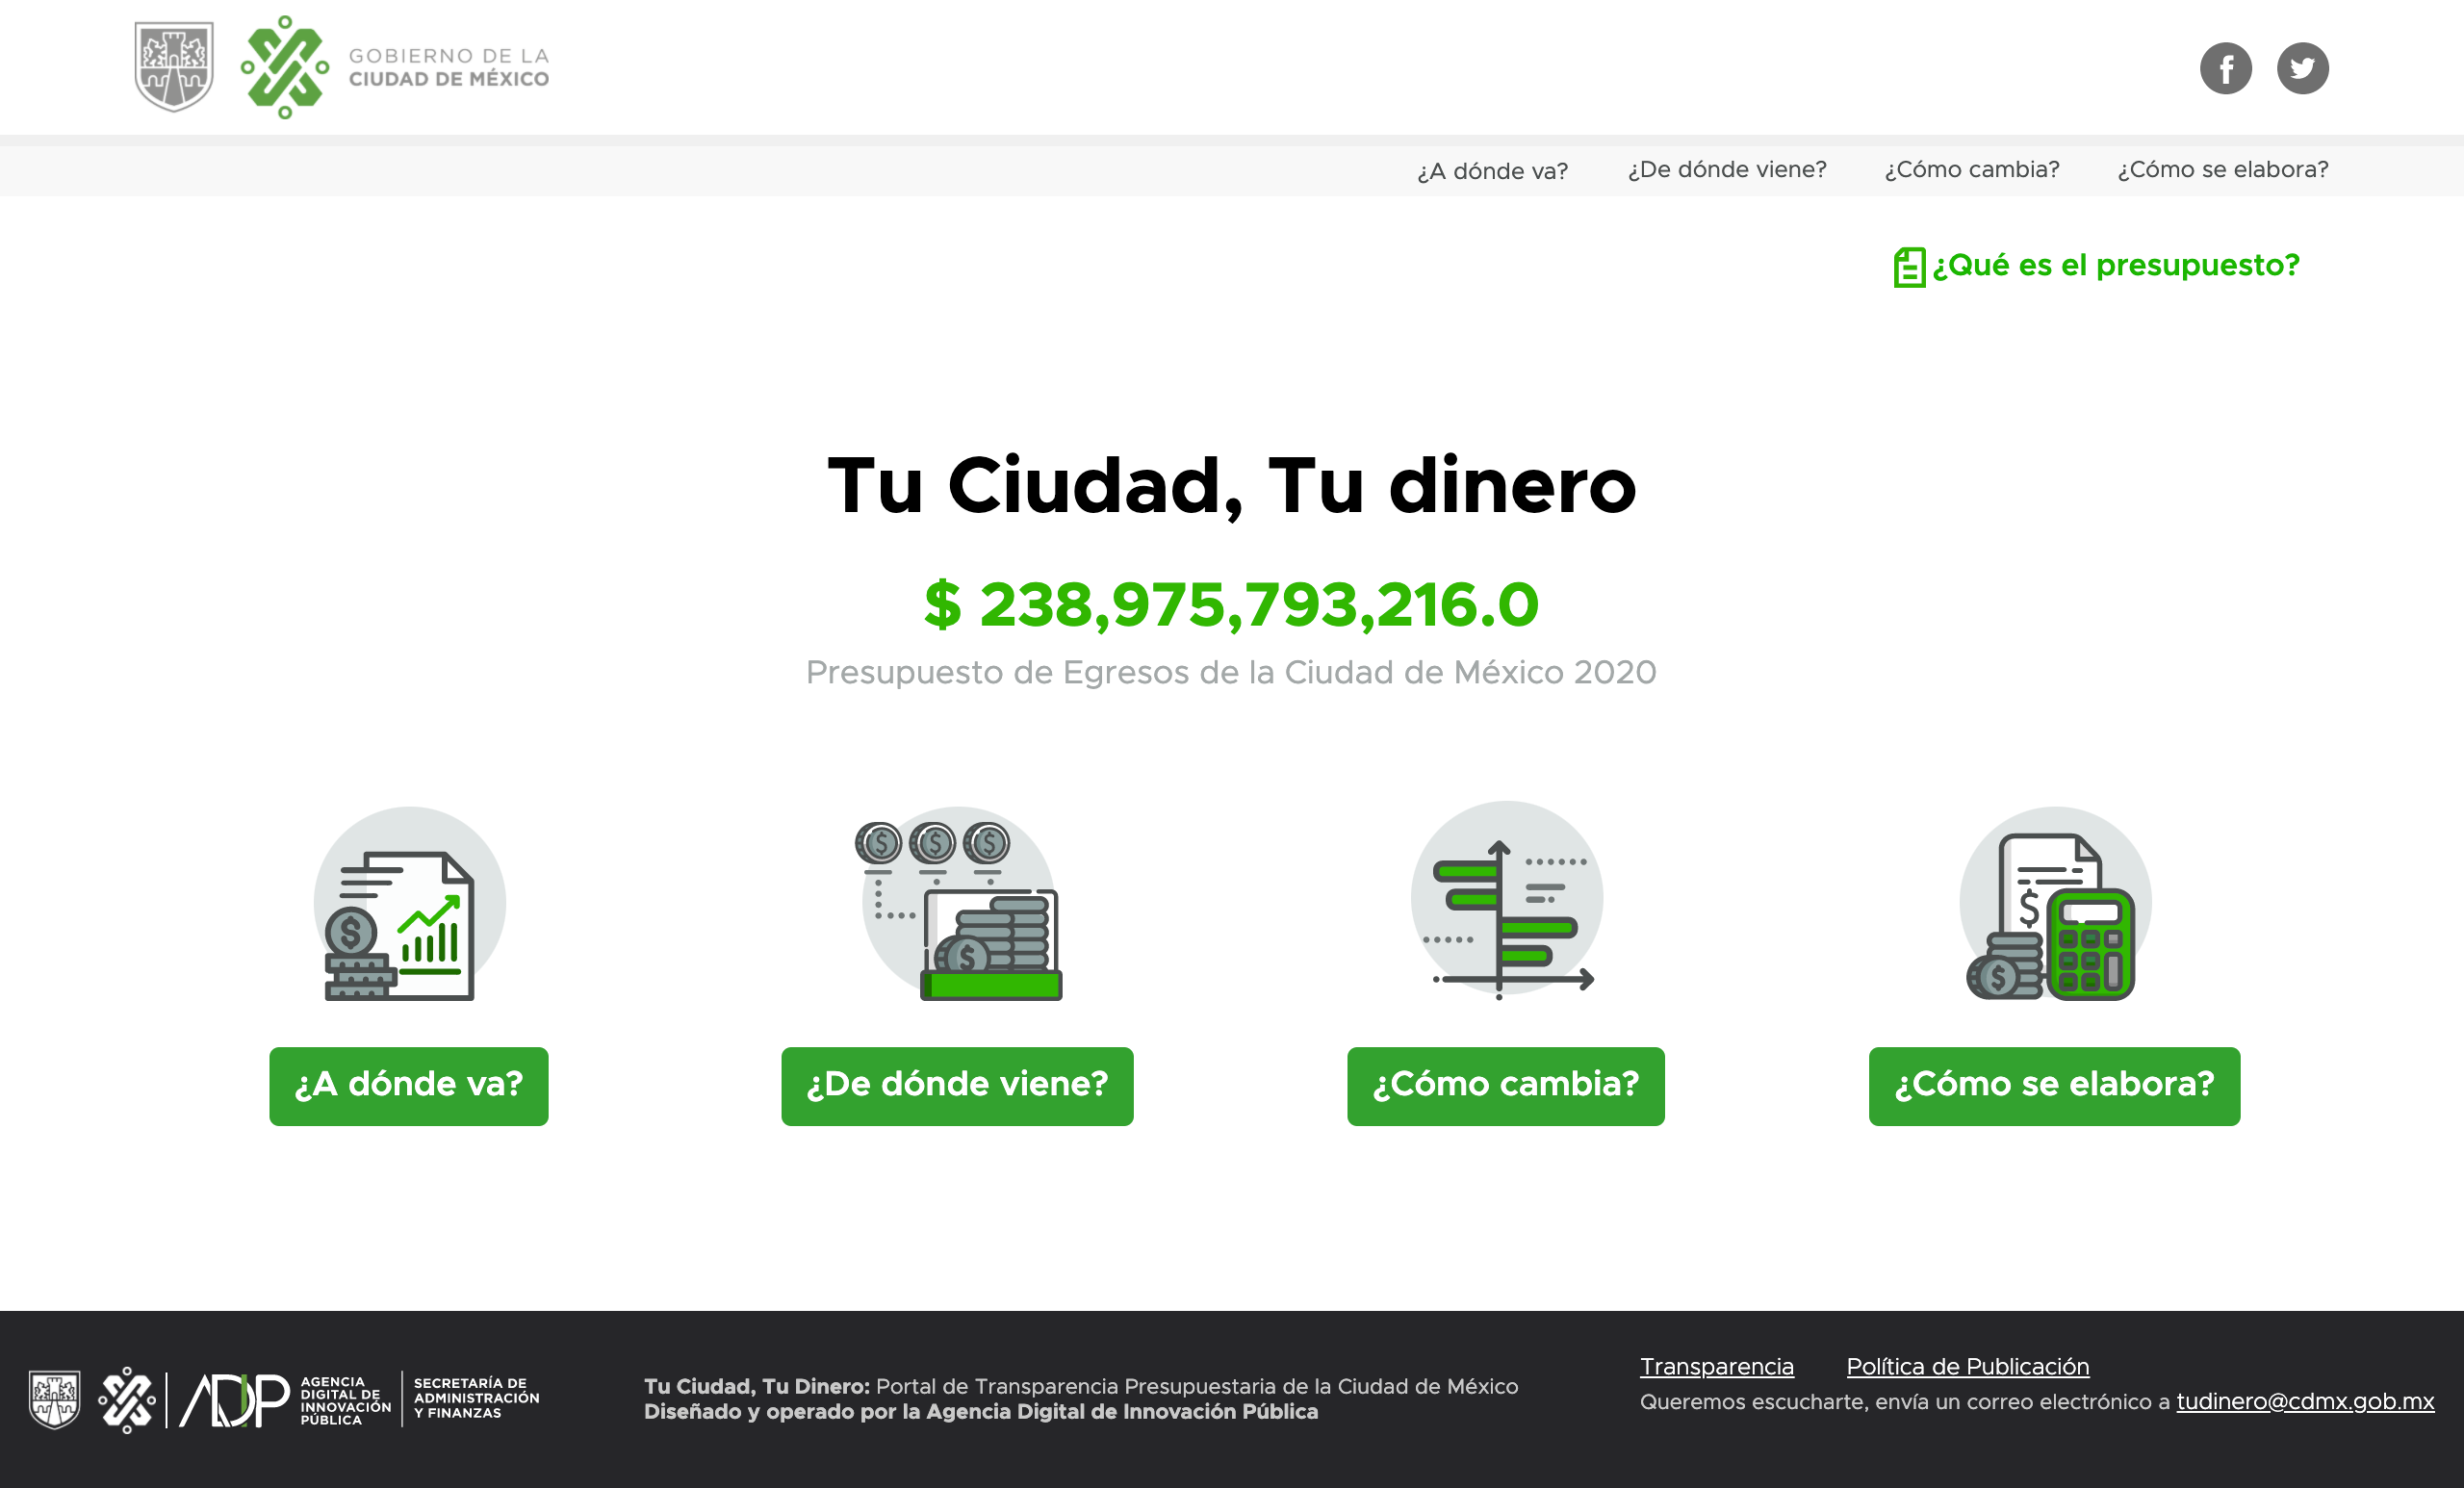 GOBIERNO DE LA
CIUDAD DE MÉXICO
¿A dónde va? ¿De dónde viene? ¿Cómo cambia? ¿Cómo se elabora?
¿Qué es el presupuesto?
Tu Ciudad, Tu dinero
$ 238,975,793,216.0
Presupuesto de Egresos de la Ciudad de México 2020
¿A dónde va? ¿De dónde viene? ¿Cómo cambia? ¿Cómo se elabora?
ADIP
AGENCIA
DIGITAL DE
INNOVACIÓN
PÚBLICA
SECRETARÍA DE
ADMINISTRACIÓN
Y FINANZAS
Tu Ciudad, Tu Dinero: Portal de Transparencia Presupuestaria de la Ciudad de México
Diseñado y operado por la Agencia Digital de Innovación Pública
Transparencia Política de Publicación
Queremos escucharte, envía un correo electrónico a tudinero@cdmx.gob.mx